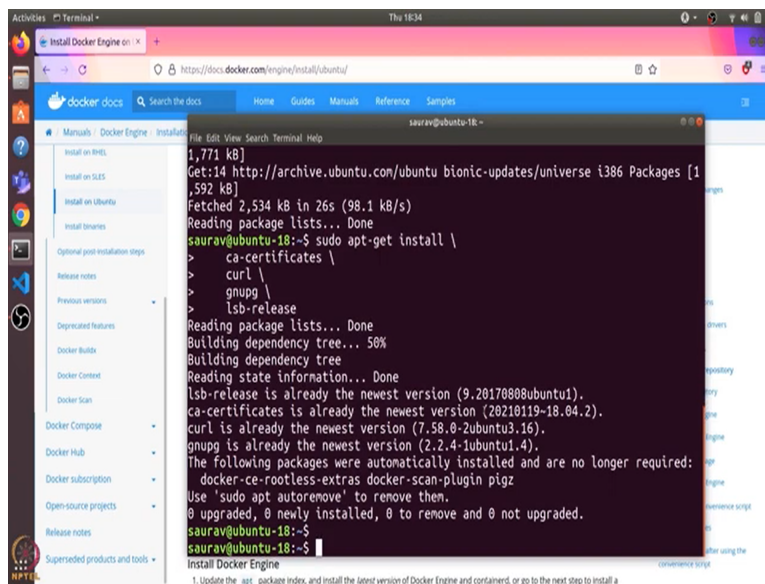 Activities Terminal Thu 18:34
Install Docker Engine on
https://docs.docker.com/engine/install/ubuntu/
docker docs Search the docs Home Guides Manuals Reference Samples
Manuals / Docker Engine / Installatio
saurav@ubuntu-18: ~
File Edit View Search Terminal Help
Install on RHEL
Install on SLES
Install on Ubuntu
Install binaries
Optional post-installation steps
Release notes
Previous versions
Deprecated features
Docker Buildx
Docker Context
Docker Scan
Docker Compose
Docker Hub
Docker subscription
Open-source projects
Release notes
Superseded products and tools
1,771 kB]
Get:14 http://archive.ubuntu.com/ubuntu bionic-updates/universe i386 Packages [1
,592 kB]
Fetched 2,534 kB in 26s (98.1 kB/s)
Reading package lists... Done
saurav@ubuntu-18:~$ sudo apt-get install \
> ca-certificates \
> curl \
> gnupg \
> lsb-release
Reading package lists... Done
Building dependency tree... 50%
Building dependency tree
Reading state information... Done
lsb-release is already the newest version (9.20170808ubuntu1).
ca-certificates is already the newest version (20210119~18.04.2).
curl is already the newest version (7.58.0-2ubuntu3.16).
gnupg is already the newest version (2.2.4-1ubuntu1.4).
The following packages were automatically installed and are no longer required:
docker-ce-rootless-extras docker-scan-plugin pigz
Use 'sudo apt autoremove' to remove them.
0 upgraded, 0 newly installed, 0 to remove and 0 not upgraded.
saurav@ubuntu-18:~$
saurav@ubuntu-18:~$
Install Docker Engine
1. Update the apt package index, and install the latest version of Docker Engine and containerd, or go to the next step to install a
anges
drivers
epository
Engine
Engine
nvenience script
after using the
convenience script
NPTEL